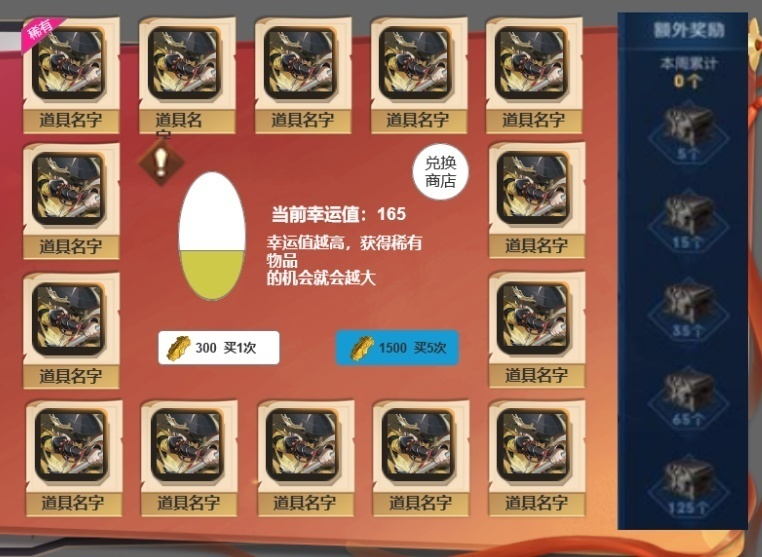 稀有
额外奖励
本周累计
0个
道具名字
道具名
字
道具名字
道具名字
道具名字
5个
兑换
商店
当前幸运值：165
幸运值越高，获得稀有
物品
的机会就会越大
道具名字
道具名字
15个
35个
300 买1次
1500 买5次
道具名字
道具名字
65个
道具名字
道具名字
道具名字
道具名字
道具名字
125个